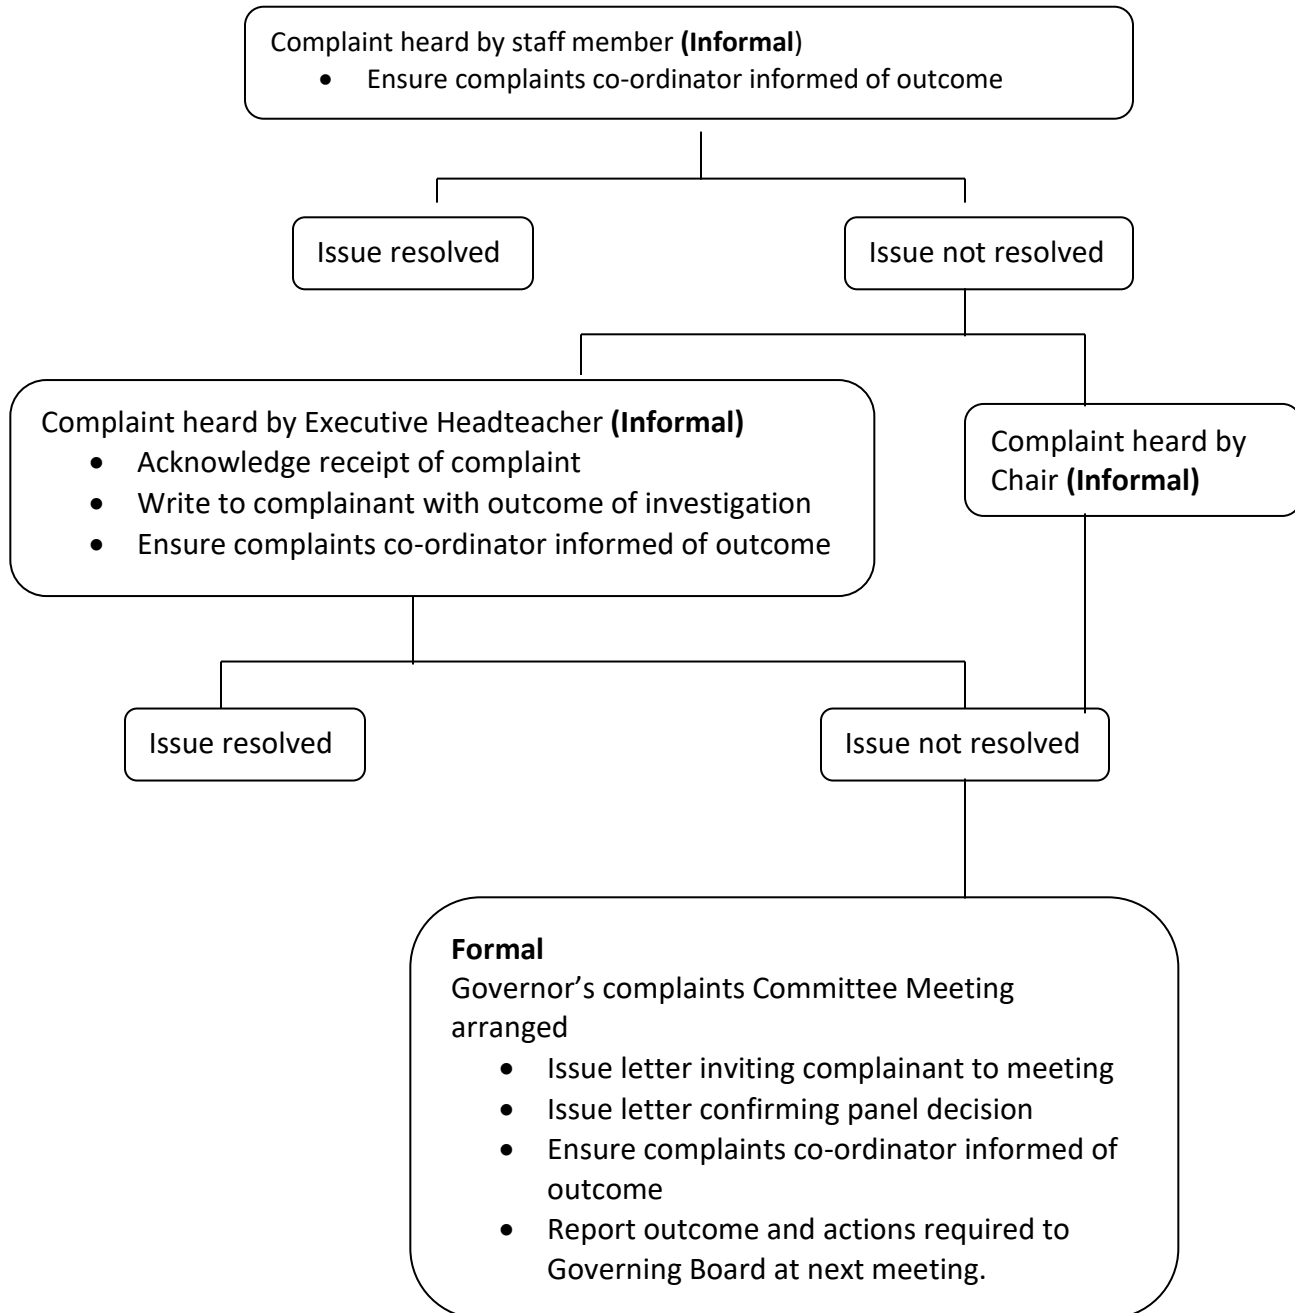 Complaint heard by staff member (Informal)
• Ensure complaints co-ordinator informed of outcome
Issue resolved
Issue not resolved
Complaint heard by Executive Headteacher (Informal)
• Acknowledge receipt of complaint
• Write to complainant with outcome of investigation
• Ensure complaints co-ordinator informed of outcome
Complaint heard by
Chair (Informal)
Issue resolved
Issue not resolved
Formal
Governor’s complaints Committee Meeting
arranged
• Issue letter inviting complainant to meeting
• Issue letter confirming panel decision
• Ensure complaints co-ordinator informed of
outcome
• Report outcome and actions required to
Governing Board at next meeting.